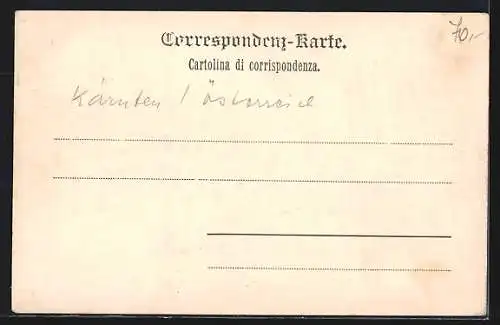 70,-
Correspondenz-Karte.
Cartolina di corrispondenza.
Kärnten / Österreich